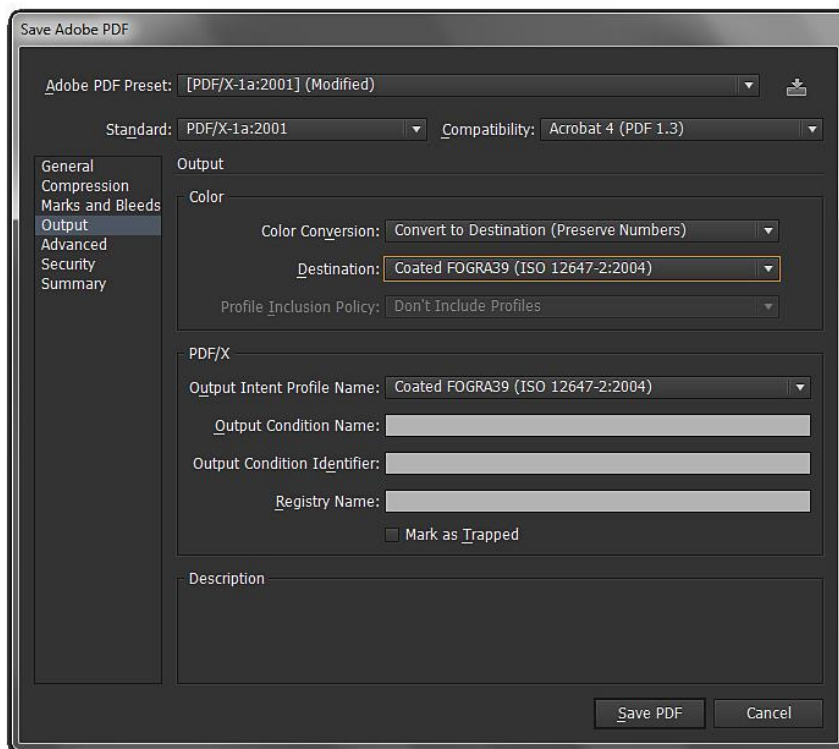 Save Adobe PDF
Adobe PDF Preset: [PDF/X-1a:2001] (Modified)
Standard: PDF/X-1a:2001 Compatibility: Acrobat 4 (PDF 1.3)
General
Compression
Marks and Bleeds
Output
Advanced
Security
Summary
Output
Color
Color Conversion: Convert to Destination (Preserve Numbers)
Destination: Coated FOGRA39 (ISO 12647-2:2004)
Profile Inclusion Policy: Don't Include Profiles
PDF/X
Output Intent Profile Name: Coated FOGRA39 (ISO 12647-2:2004)
Output Condition Name:
Output Condition Identifier:
Registry Name:
Mark as Trapped
Description
Save PDF Cancel